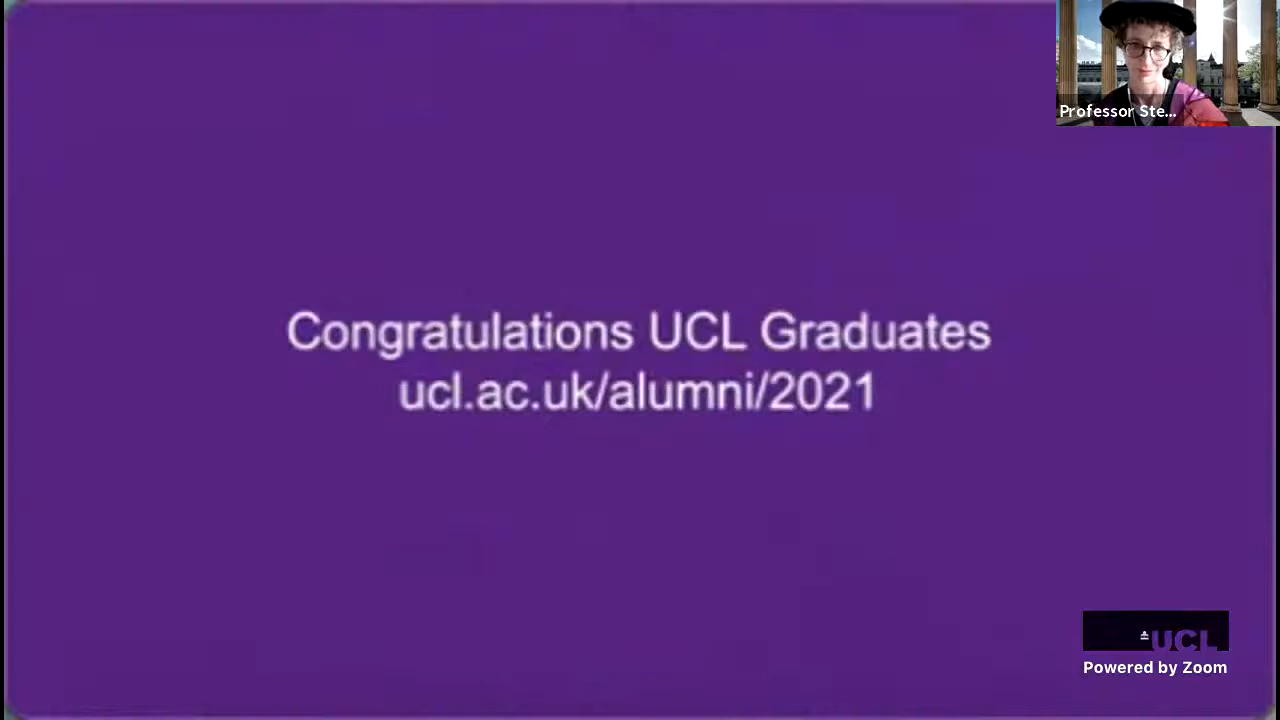 Professor Ste...
Congratulations UCL Graduates
ucl.ac.uk/alumni/2021
UCL
Powered by Zoom